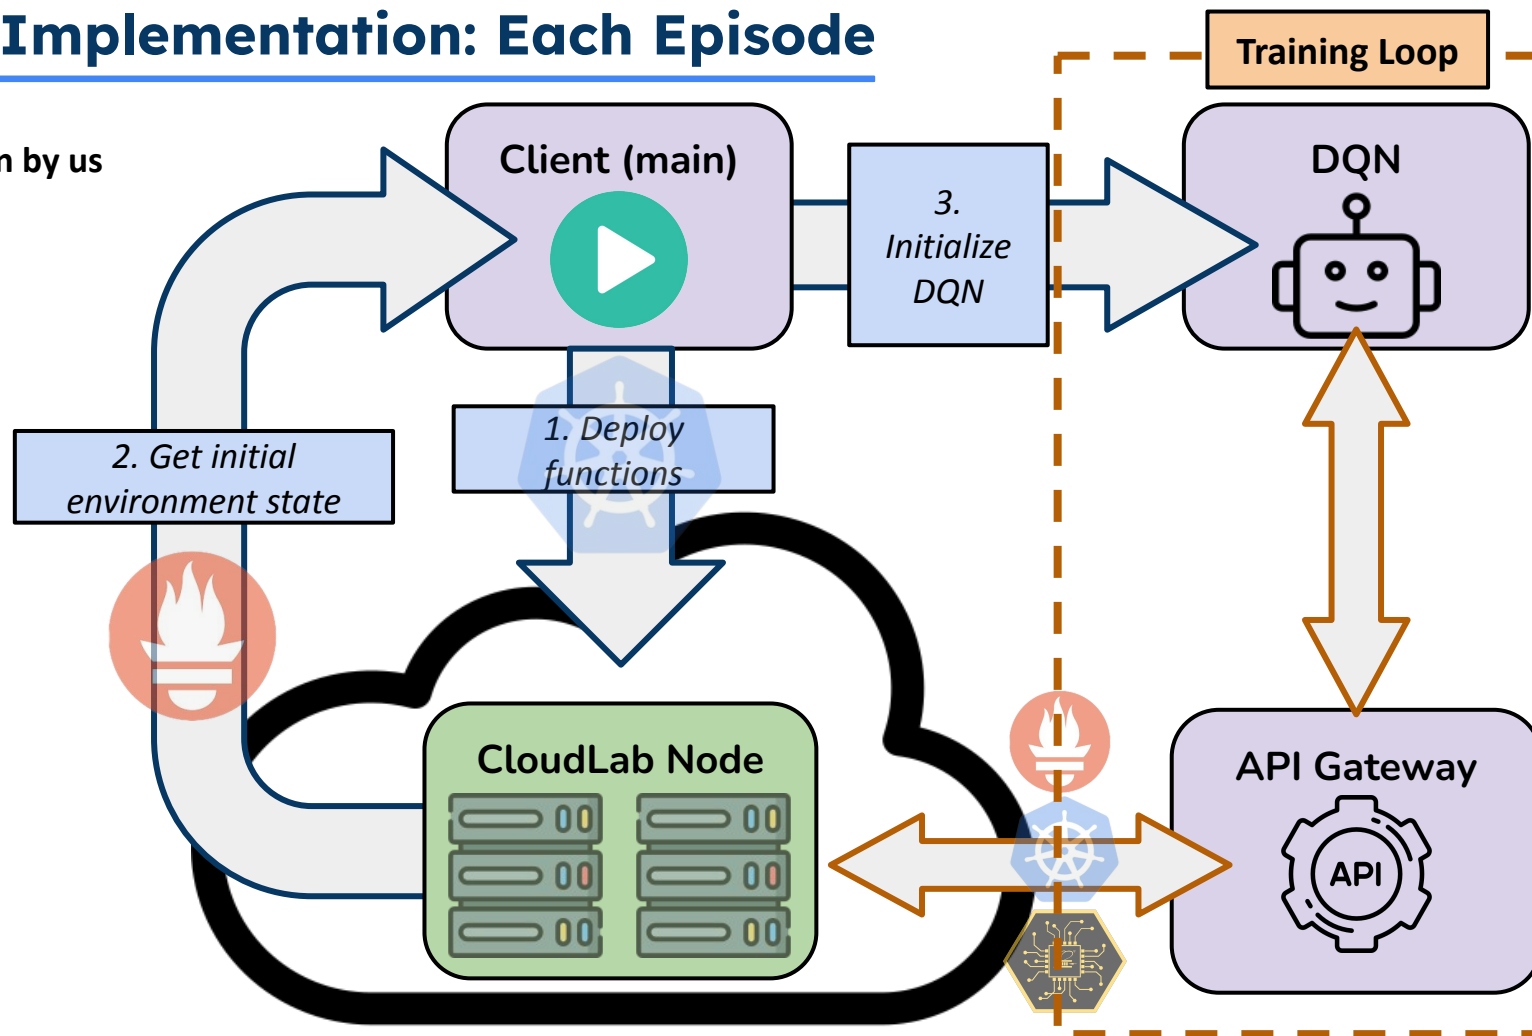 Implementation: Each Episode
Training Loop
n by us
Client (main)
3.
Initialize
DQN
DQN
1. Deploy
functions
2. Get initial
environment state
CloudLab Node
API Gateway
API